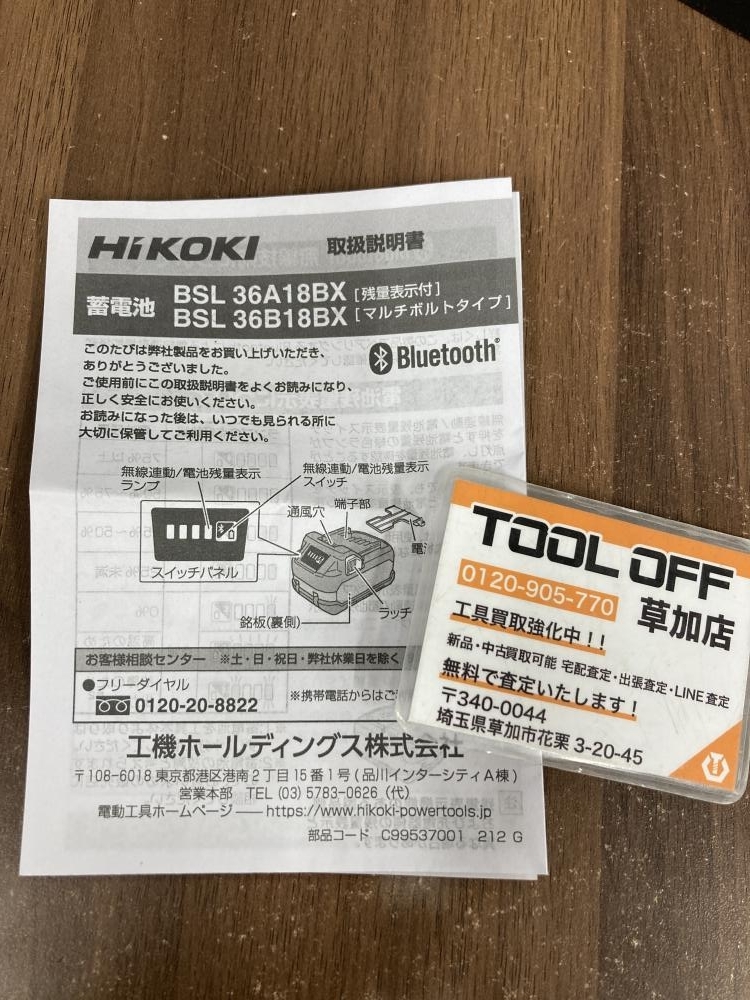 HiKOKI 取扱説明書
蓄電池
BSL 36A18BX [残量表示付]
BSL 36B18BX [マルチボルトタイプ]
このたびは弊社製品をお買い上げいただき、
ありがとうございました。
ご使用前にこの取扱説明書をよくお読みになり、
正しく安全にお使いください。
お読みになった後は、いつでも見られる所に
大切に保管してご利用ください。
Bluetooth®
無線連動/電池残量表示
ランプ
無線連動/電池残量表示
スイッチ
通風穴
端子部
スイッチパネル
ラッチ
銘板(裏側)
お客様相談センター ※土・日・祝日・弊社休業日を除く
●フリーダイヤル
0120-20-8822
※携帯電話からはご
工機ホールディングス株式会社
〒108-6018 東京都港区港南2丁目15番1号(品川インターシティA棟)
営業本部 TEL (03) 5783-0626 (代)
電動工具ホームページ——https://www.hikoki-powertools.jp
部品コード C99537001 212 G
TOOL OFF
0120-905-770 草加店
工具買取強化中!!
新品・中古買取可能 宅配査定・出張査定・LINE査定
無料で査定いたします!
〒340-0044
埼玉県草加市花栗 3-20-45